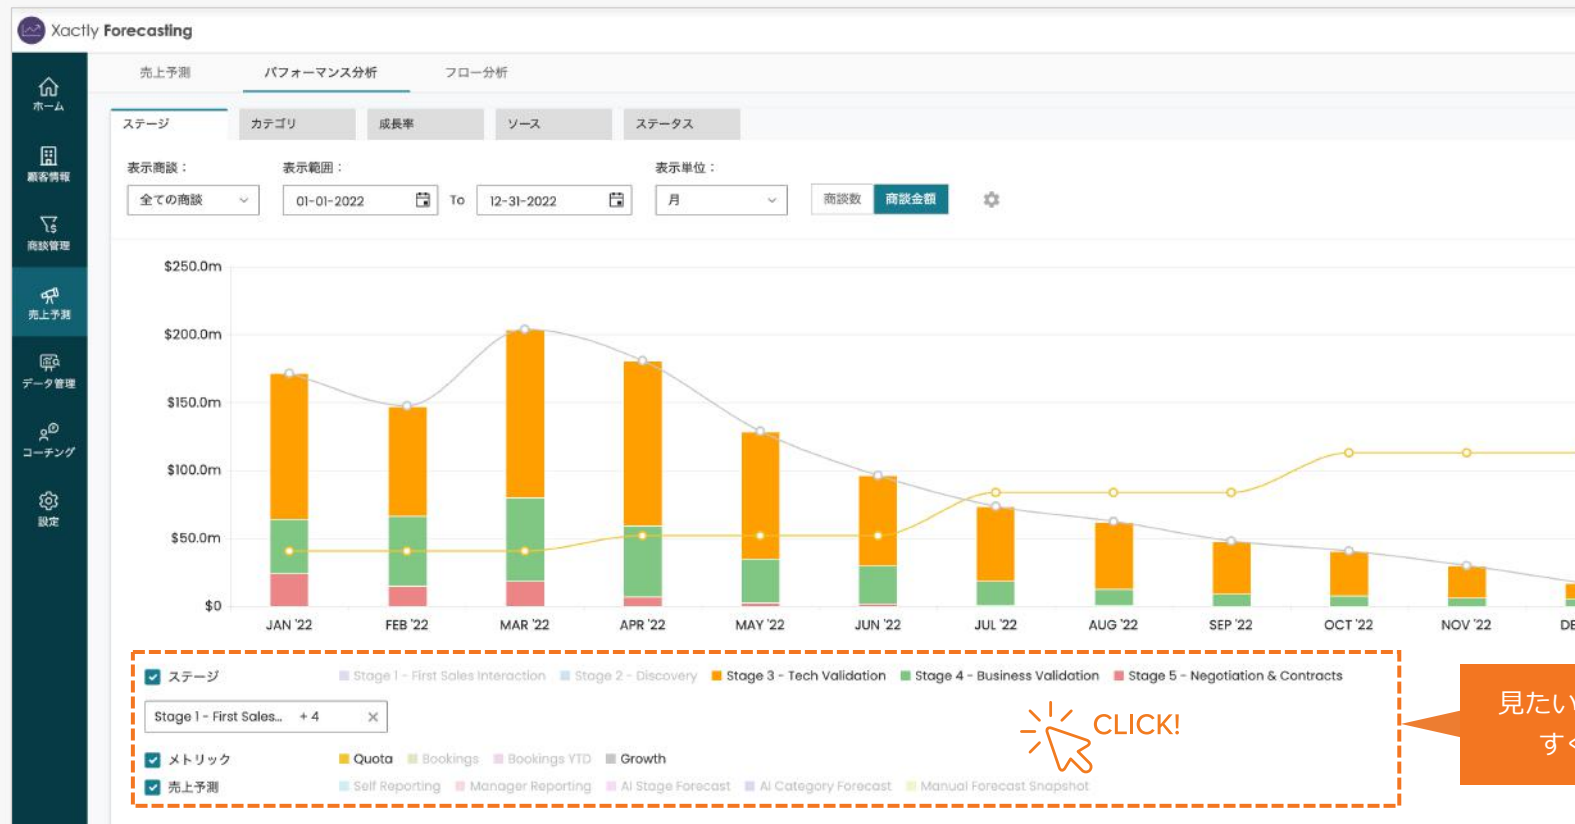 Xactly Forecasting
売上予測 パフォーマンス分析 フロー分析
ホーム
顧客情報
商談管理
売上予測
データ管理
コーチング
設定
ステージ カテゴリ 成長率 ソース ステータス
表示商談： 表示範囲： 表示単位：
全ての商談 01-01-2022 To 12-31-2022 月 商談数 商談金額
$250.0m
$200.0m
$150.0m
$100.0m
$50.0m
$0
JAN '22 FEB '22 MAR '22 APR '22 MAY '22 JUN '22 JUL '22 AUG '22 SEP '22 OCT '22 NOV '22 DE
ステージ Stage 1 - First Sales Interaction Stage 2 - Discovery Stage 3 - Tech Validation Stage 4 - Business Validation Stage 5 - Negotiation & Contracts
Stage 1 - First Sales... + 4 ×
CLICK!
メトリック Quota Bookings Bookings YTD Growth
売上予測 Self Reporting Manager Reporting AI Stage Forecast AI Category Forecast Manual Forecast Snapshot
見たい
すぐ